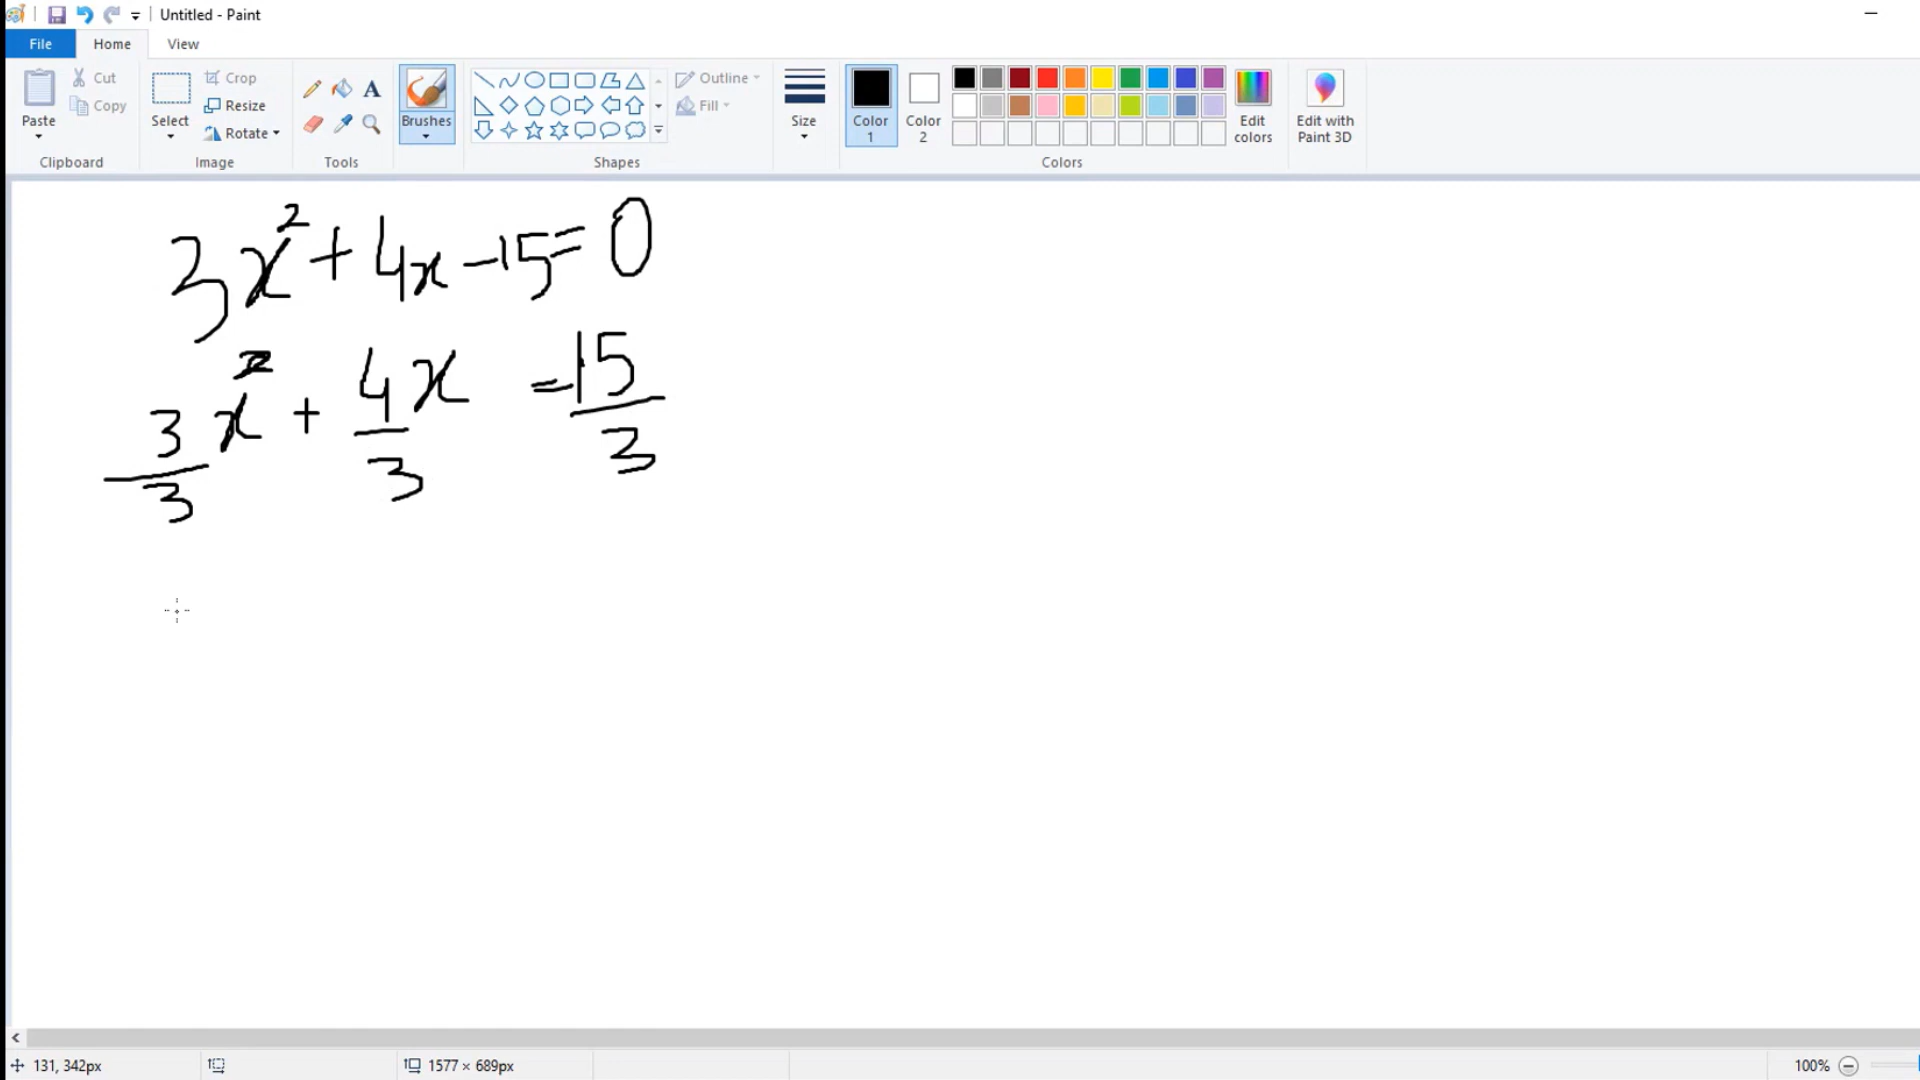 Untitled - Paint
File Home View
Paste
Cut
Copy
Clipboard
Select
Crop
Resize
Rotate
Image
A
Tools
Brushes
Outline
Fill
Shapes
Size
Color 1
Color 2
Edit colors
Colors
Edit with Paint 3D
3x²+4x-15=0
3/3 x² + 4x/3 = 15/3
131, 342px
1577 × 689px
100%